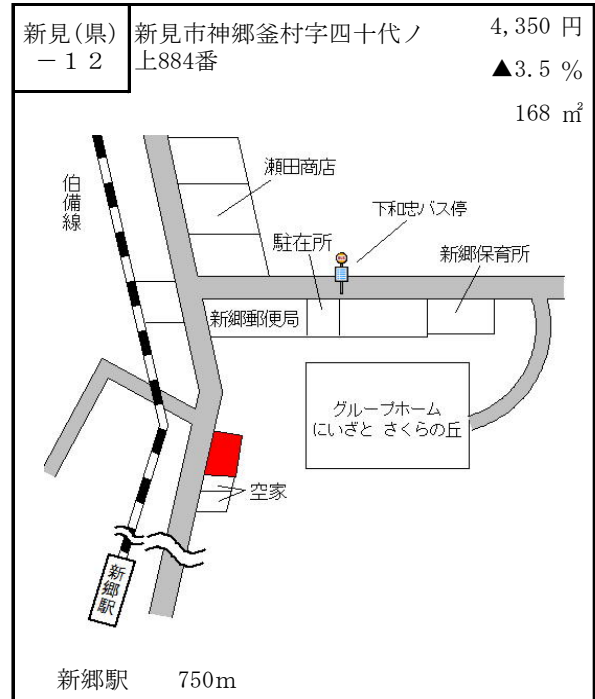 新見(県)
－１２
新見市神郷釜村字四十代ノ
上884番
4,350 円
▲3.5 %
168 ㎡
瀬田商店
伯備線
下和忠バス停
駐在所
新郷保育所
新郷郵便局
グループホーム
にいざと さくらの丘
空家
新郷駅
新郷駅 750m